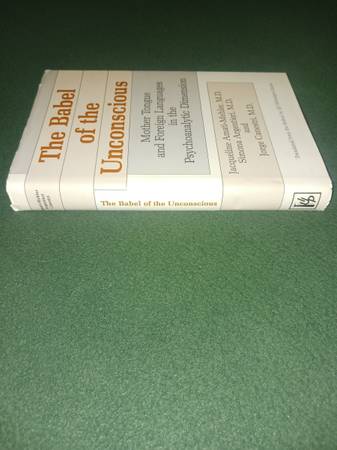 The Babel
of the
Unconscious
Mother Tongue
and Foreign Languages
in the
Psychoanalytic Dimension
Jacqueline Amati-Mehler, M.D.
Simona Argentieri, M.D.
and
Jorge Canestri, M.D.
The Babel of the Unconscious